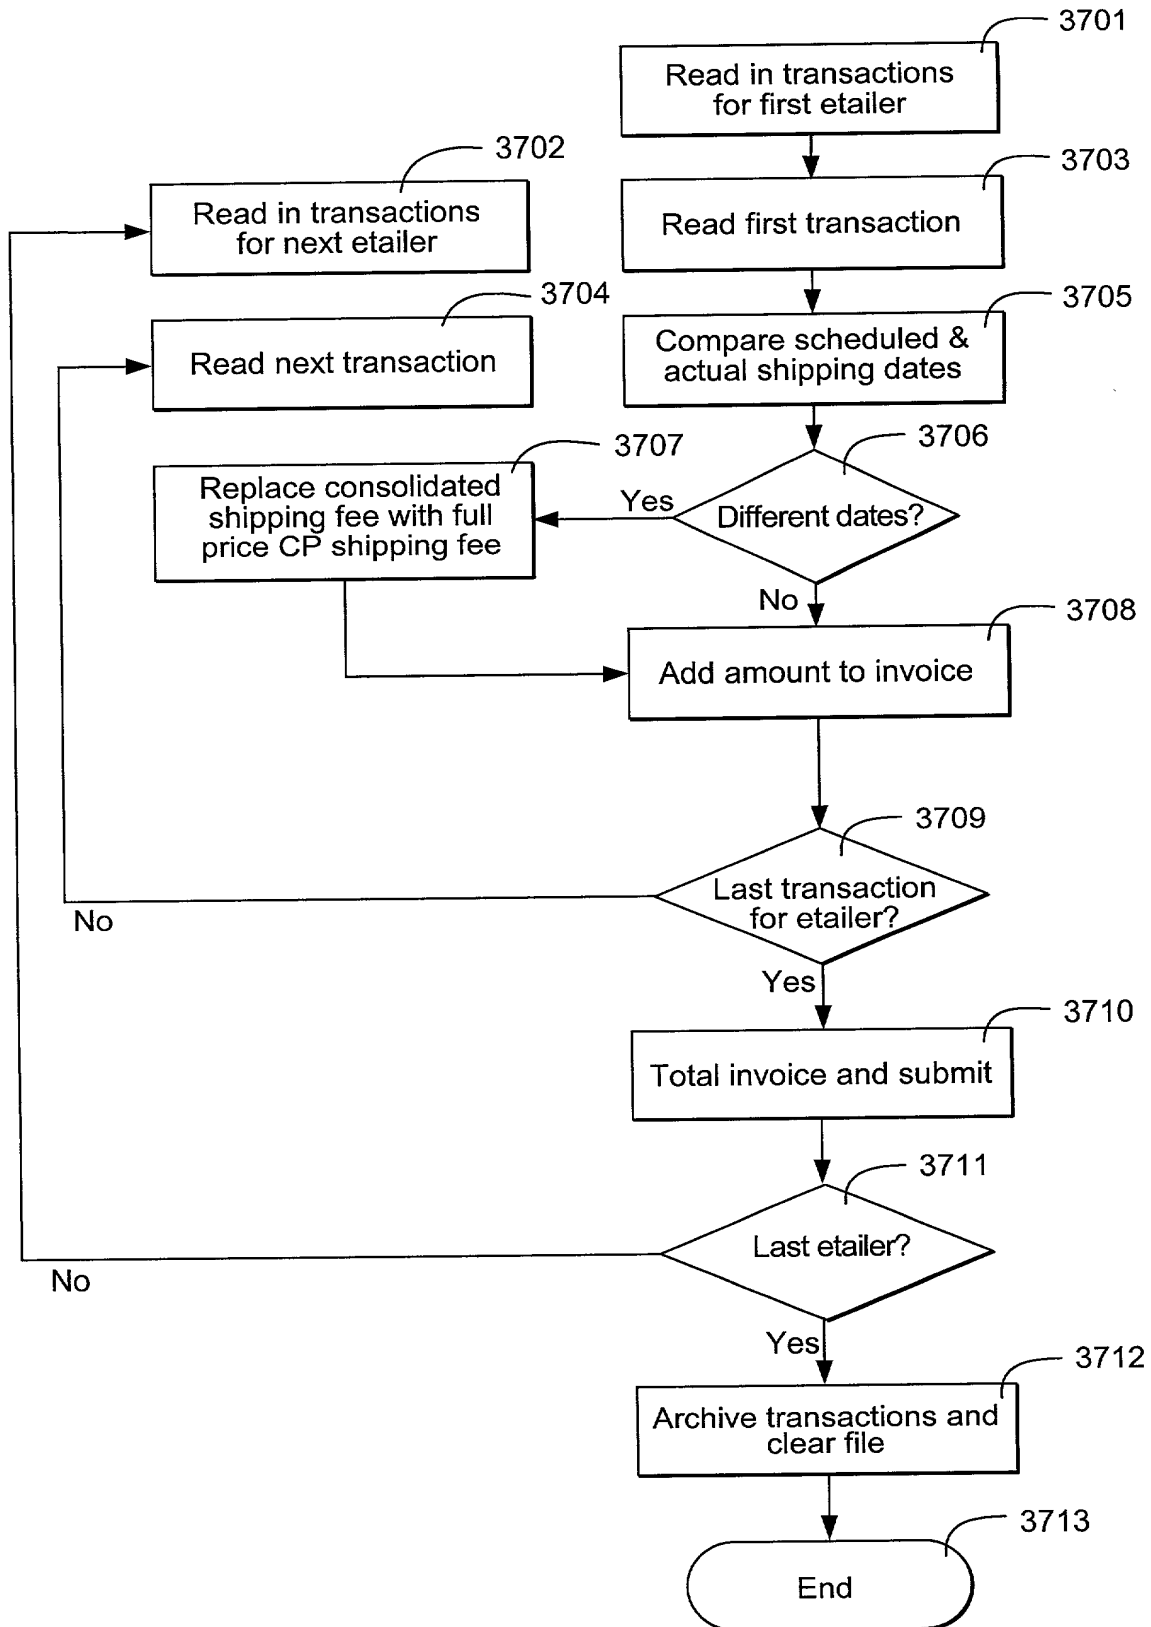 3701
Read in transactions
for first etailer
3702
Read in transactions
for next etailer
3703
Read first transaction
3704
Read next transaction
3705
Compare scheduled &
actual shipping dates
3706
Different dates?
Yes
No
3707
Replace consolidated
shipping fee with full
price CP shipping fee
3708
Add amount to invoice
3709
Last transaction
for etailer?
No
Yes
3710
Total invoice and submit
3711
Last etailer?
No
Yes
3712
Archive transactions and
clear file
3713
End